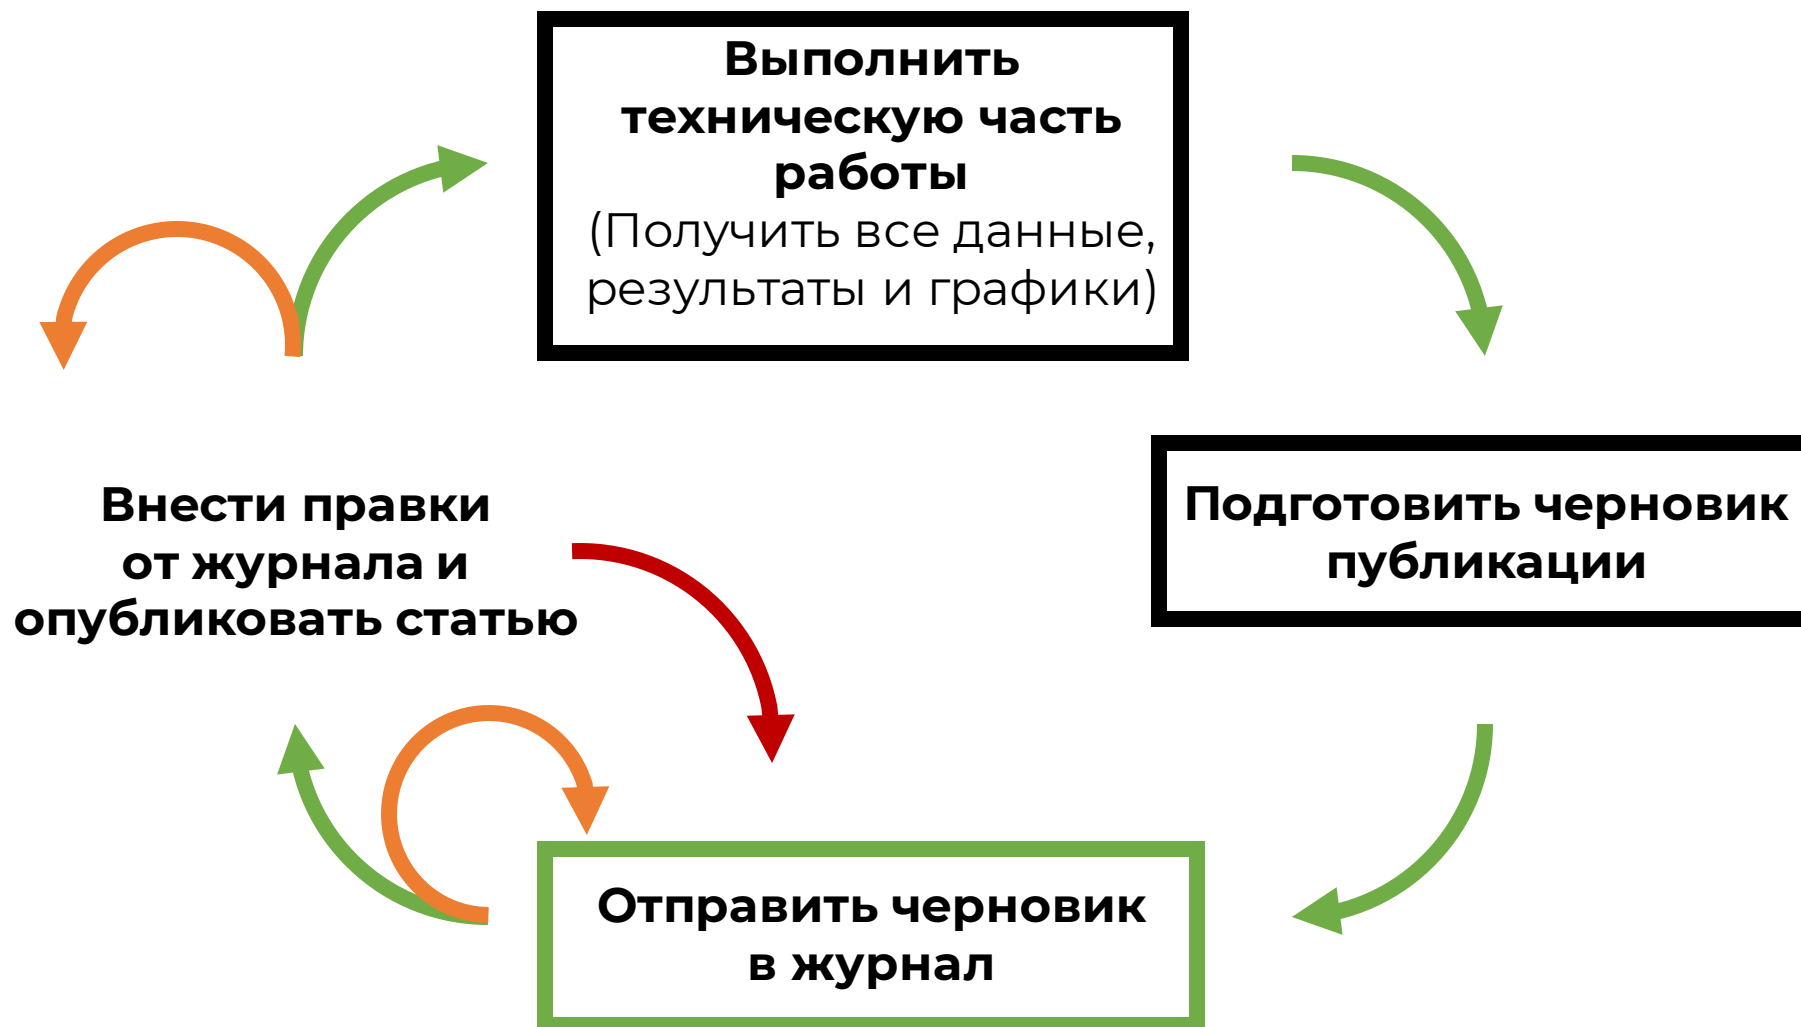 Выполнить
техническую часть
работы
(Получить все данные,
результаты и графики)
Подготовить черновик
публикации
Внести правки
от журнала и
опубликовать статью
Отправить черновик
в журнал